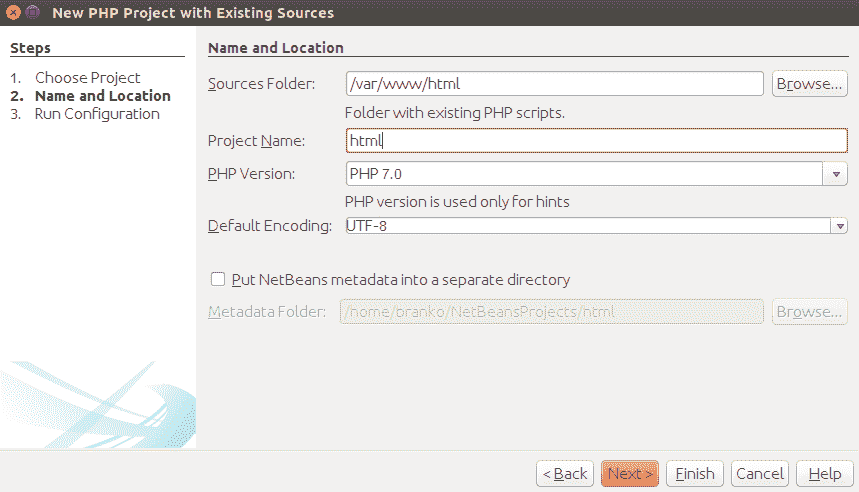 New PHP Project with Existing Sources
Steps
1. Choose Project
2. Name and Location
3. Run Configuration
Name and Location
Sources Folder: /var/www/html Browse...
Folder with existing PHP scripts.
Project Name: html
PHP Version: PHP 7.0
PHP version is used only for hints
Default Encoding: UTF-8
Put NetBeans metadata into a separate directory
Metadata Folder: /home/branko/NetBeansProjects/html Browse...
< Back Next > Finish Cancel Help